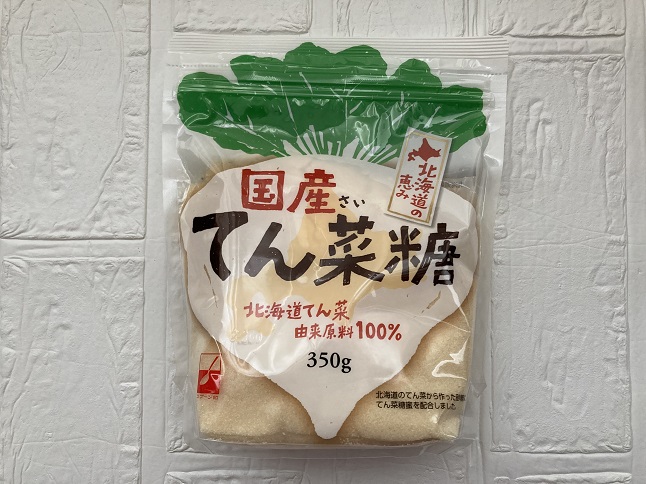 北海道の
恵み
国産
さい
てん菜糖
北海道てん菜
由来原料100%
350g
北海道のてん菜から作った
てん菜糖蜜を配合しました。